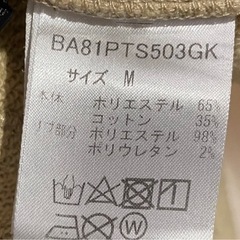 BA81PTS503GK
サイズ M
本体 ポリエステル 65%
コットン 35%
リブ部分 ポリエステル 98%
ポリウレタン 2%
W